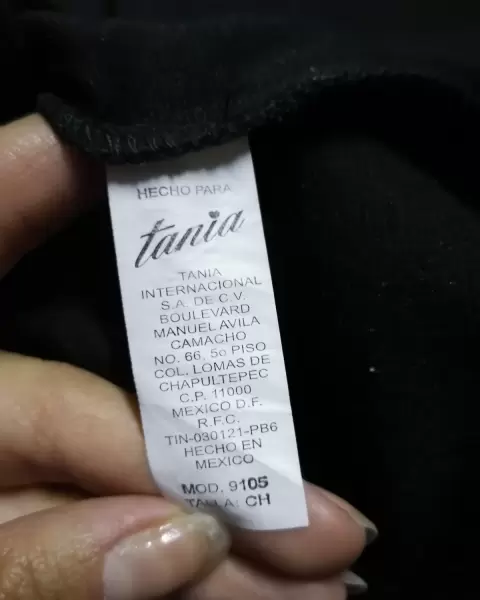 HECHO PARA
tania
TANIA
INTERNACIONAL
S.A. DE C.V.
BOULEVARD
MANUEL AVILA
CAMACHO
NO. 66. 5o PISO
COL. LOMAS DE
CHAPULTEPEC
C.P. 11000
MEXICO D.F.
R.F.C.
TIN-030121-PB6
HECHO EN
MEXICO
MOD. 9105
TALLA: CH